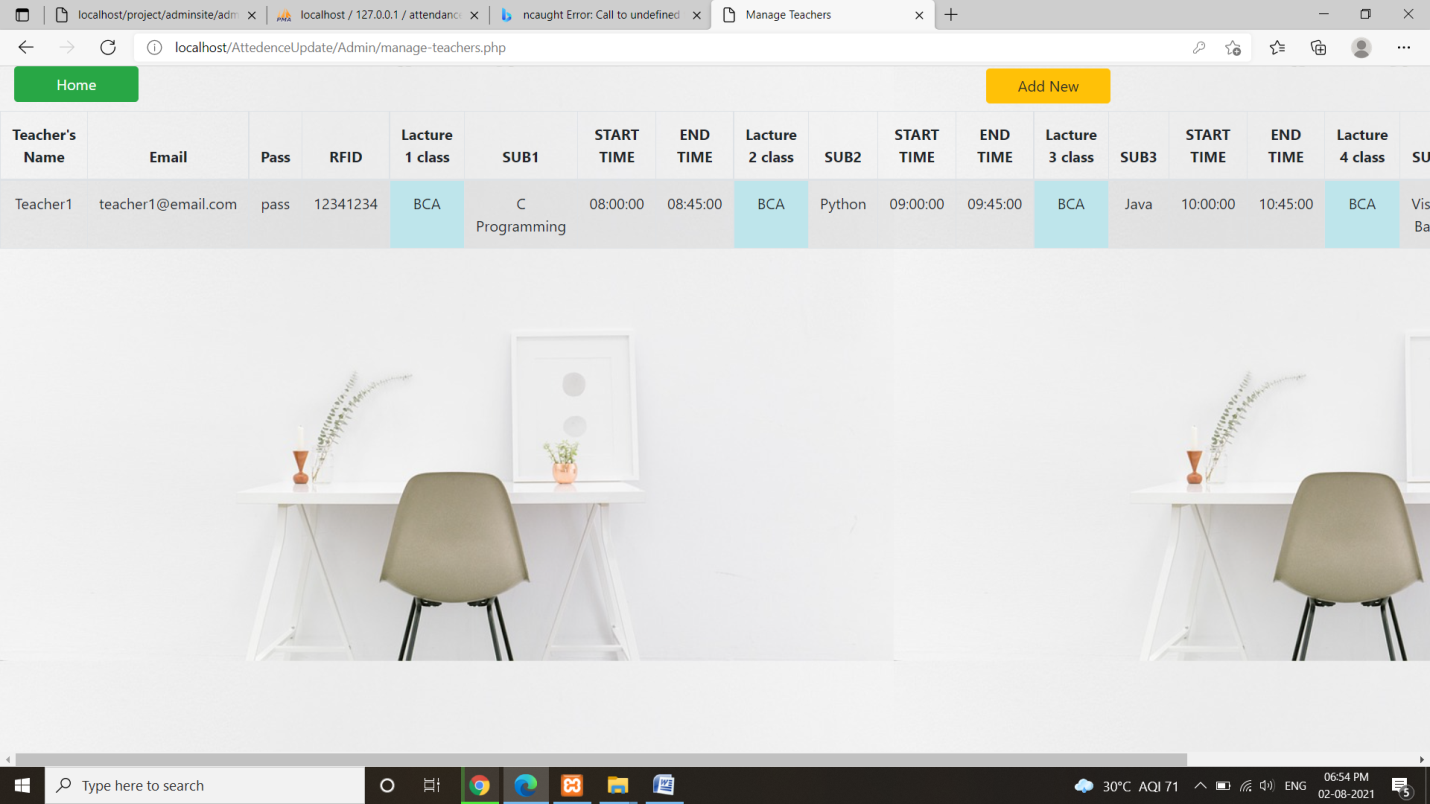 localhost/project/adminsite/adm
localhost / 127.0.0.1 / attendanc
ncaught Error: Call to undefined
Manage Teachers
localhost/AttedenceUpdate/Admin/manage-teachers.php
Home
Add New
Teacher's Name Email Pass RFID Lacture 1 class SUB1 START TIME END TIME Lacture 2 class SUB2 START TIME END TIME Lacture 3 class SUB3 START TIME END TIME Lacture 4 class SU
Teacher1 teacher1@email.com pass 12341234 BCA C Programming 08:00:00 08:45:00 BCA Python 09:00:00 09:45:00 BCA Java 10:00:00 10:45:00 BCA Vis Ba
Type here to search
30°C AQI 71
ENG
06:54 PM
02-08-2021
5